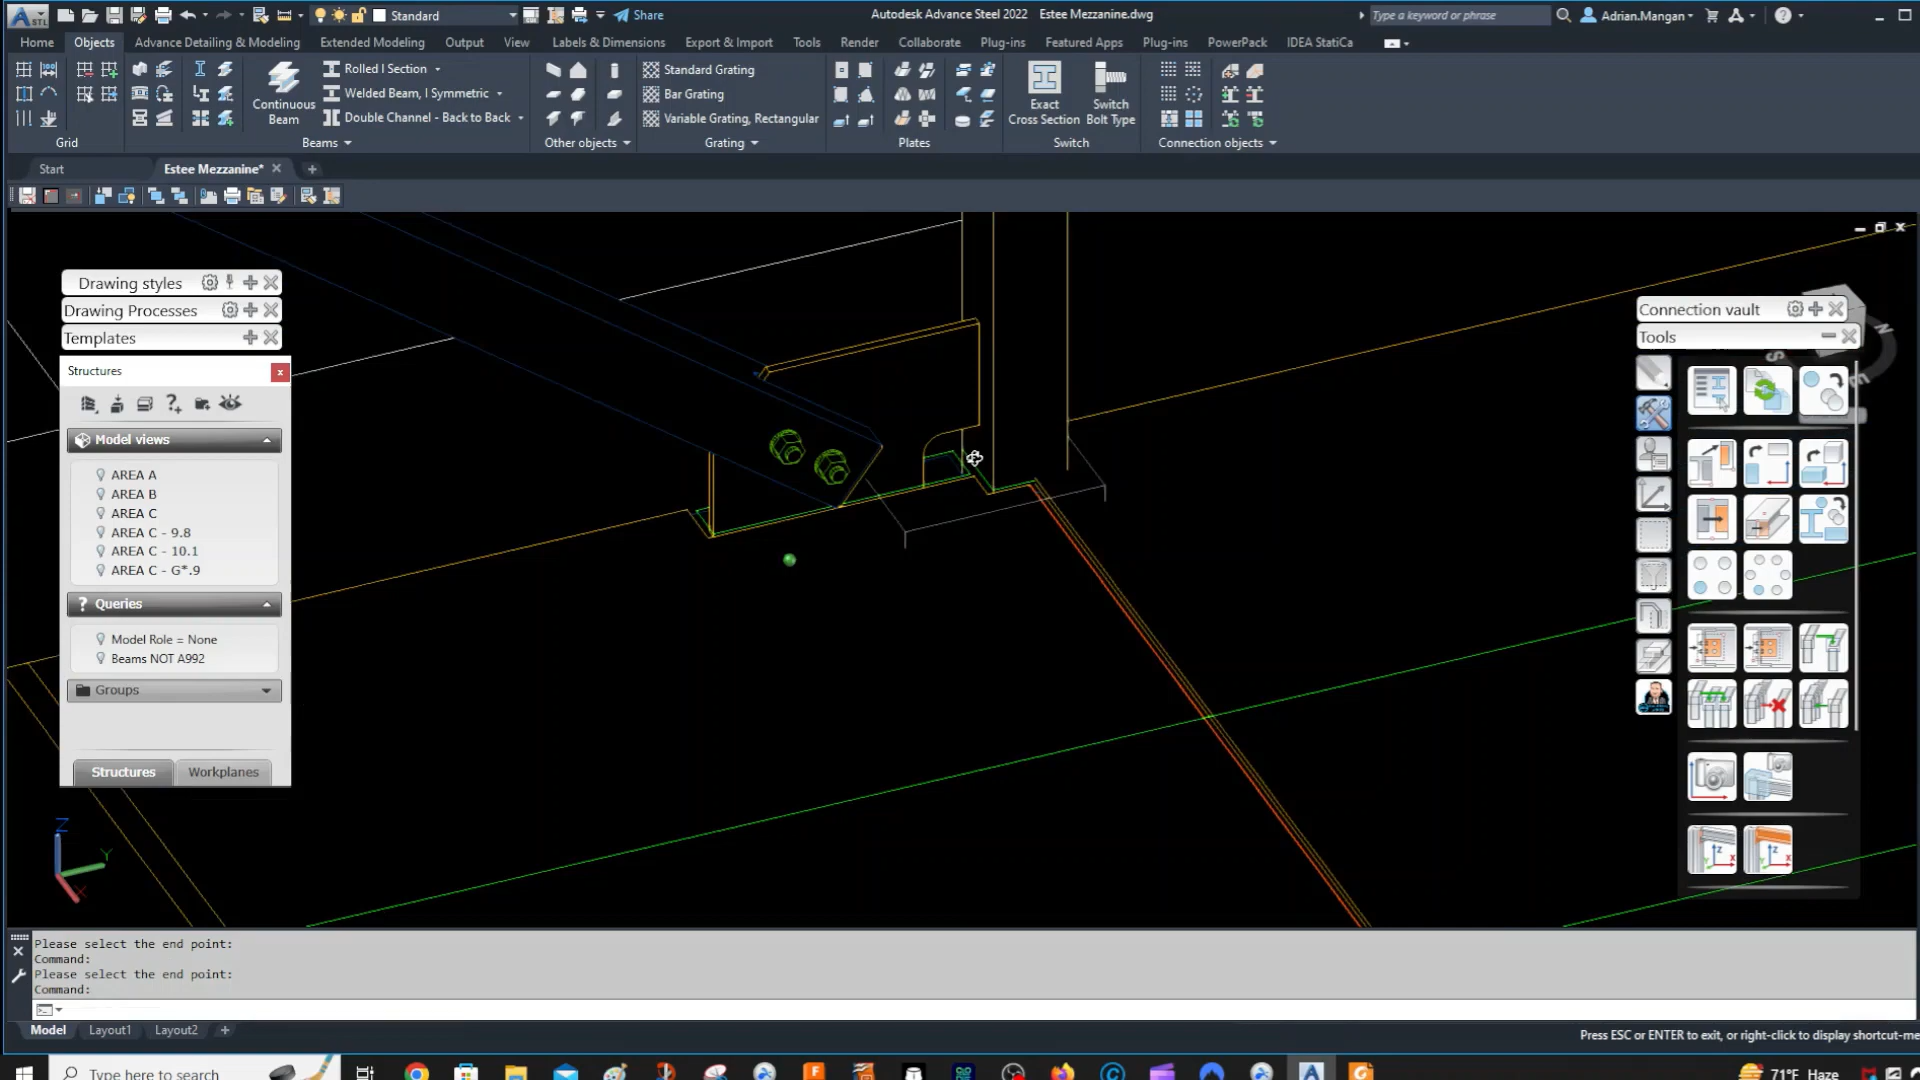 STL
Standard
Share
Autodesk Advance Steel 2022
Estee Mezzanine.dwg
Type a keyword or phrase
Adrian.Mangan
Home
Objects
Advance Detailing & Modeling
Extended Modeling
Output
View
Labels & Dimensions
Export & Import
Tools
Render
Collaborate
Plug-ins
Featured Apps
Plug-ins
PowerPack
IDEA StatiCa
Continuous Beam
Rolled I Section
Welded Beam, I Symmetric
Double Channel - Back to Back
Standard Grating
Bar Grating
Variable Grating, Rectangular
Exact Cross Section
Switch Bolt Type
Grid
Beams
Other objects
Grating
Plates
Switch
Connection objects
Start
Estee Mezzanine*
Drawing styles
Drawing Processes
Templates
Structures
Model views
AREA A
AREA B
AREA C
AREA C - 9.8
AREA C - 10.1
AREA C - G*.9
Queries
Model Role = None
Beams NOT A992
Groups
Structures
Workplanes
Connection vault
Tools
N
S
E
Z
Y
X
Please select the end point:
Command:
Please select the end point:
Command:
Model
Layout1
Layout2
Press ESC or ENTER to exit, or right-click to display shortcut-me
Type here to search
71°F Haze